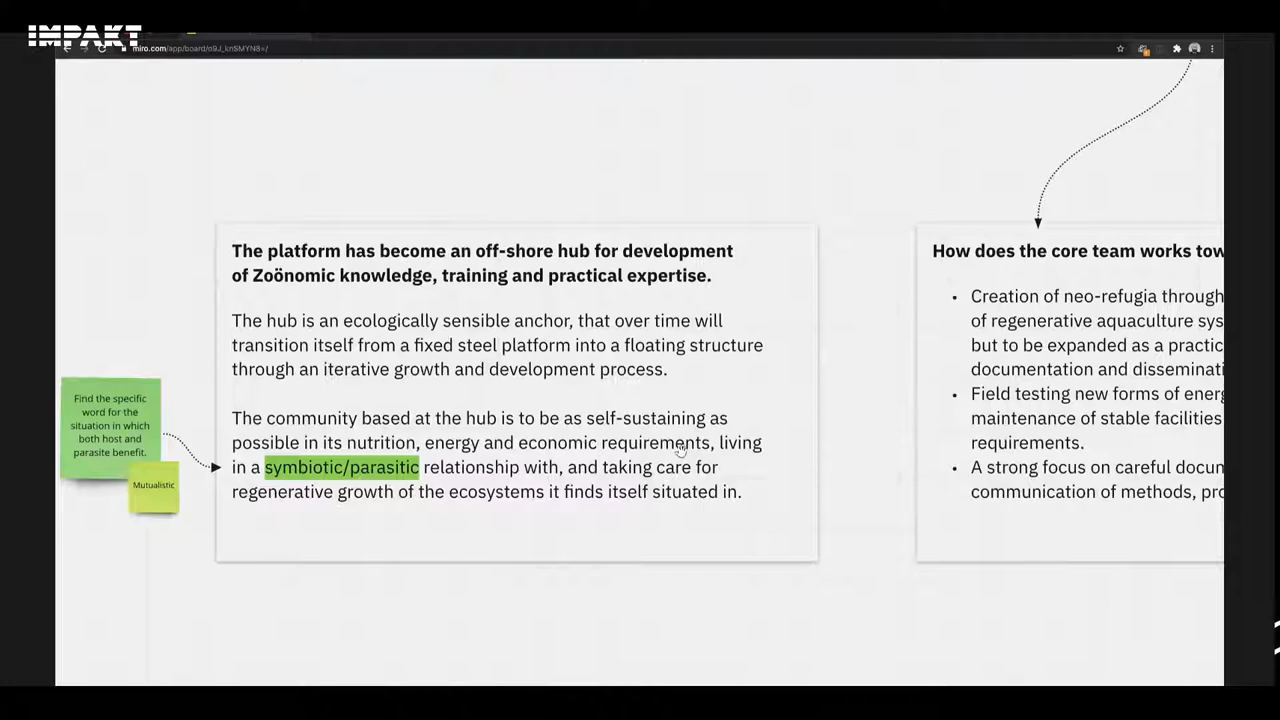 IMPAKT
miro.com/app/board/o9J_knSMYN8=/
The platform has become an off-shore hub for development
of Zoönomic knowledge, training and practical expertise.
The hub is an ecologically sensible anchor, that over time will
transition itself from a fixed steel platform into a floating structure
through an iterative growth and development process.
The community based at the hub is to be as self-sustaining as
possible in its nutrition, energy and economic requirements, living
in a symbiotic/parasitic relationship with, and taking care for
regenerative growth of the ecosystems it finds itself situated in.
Find the specific
word for the
situation in which
both host and
parasite benefit.
Mutualistic
How does the core team works tow
• Creation of neo-refugia through
of regenerative aquaculture sys
but to be expanded as a practic
documentation and disseminati
• Field testing new forms of energ
maintenance of stable facilities
requirements.
• A strong focus on careful docum
communication of methods, pro